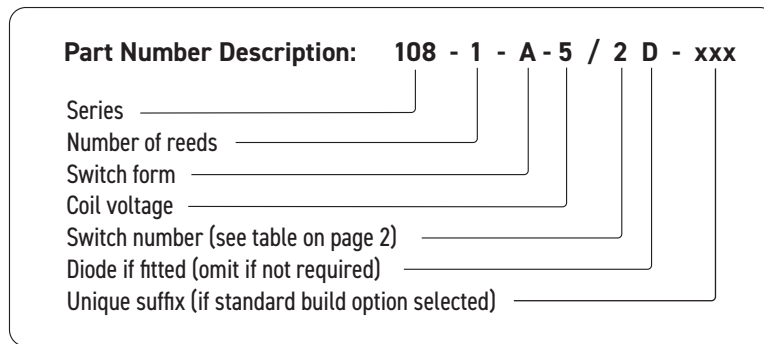 Part Number Description: 108 - 1 - A - 5 / 2 D - xxx
Series
Number of reeds
Switch form
Coil voltage
Switch number (see table on page 2)
Diode if fitted (omit if not required)
Unique suffix (if standard build option selected)